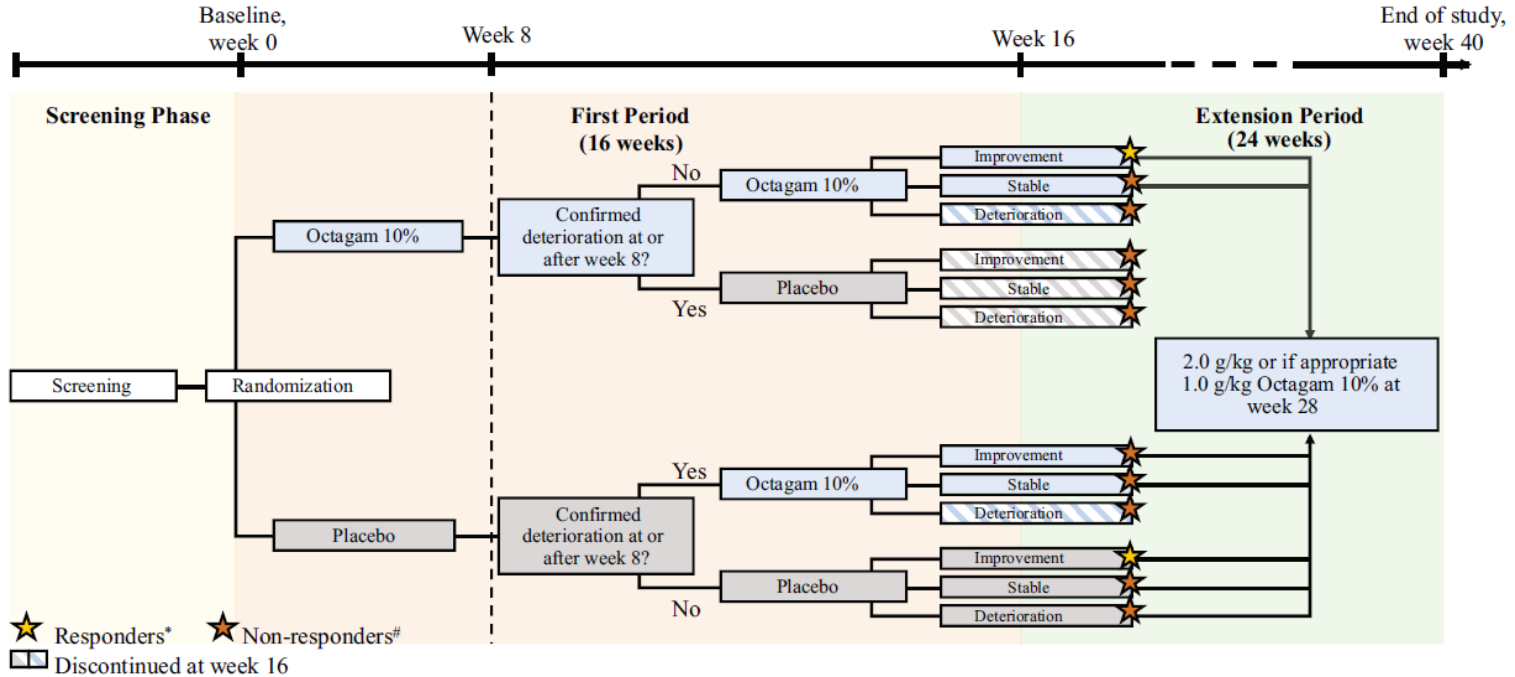 Baseline,
week 0
Week 8
Week 16
End of study,
week 40
Screening Phase
First Period
(16 weeks)
Extension Period
(24 weeks)
Screening
Randomization
Octagam 10%
Confirmed
deterioration at or
after week 8?
No
Octagam 10%
Improvement
Stable
Deterioration
Yes
Placebo
Improvement
Stable
Deterioration
2.0 g/kg or if appropriate
1.0 g/kg Octagam 10% at
week 28
Placebo
Confirmed
deterioration at or
after week 8?
Yes
Octagam 10%
Improvement
Stable
Deterioration
No
Placebo
Improvement
Stable
Deterioration
Responders*
Non-responders#
Discontinued at week 16